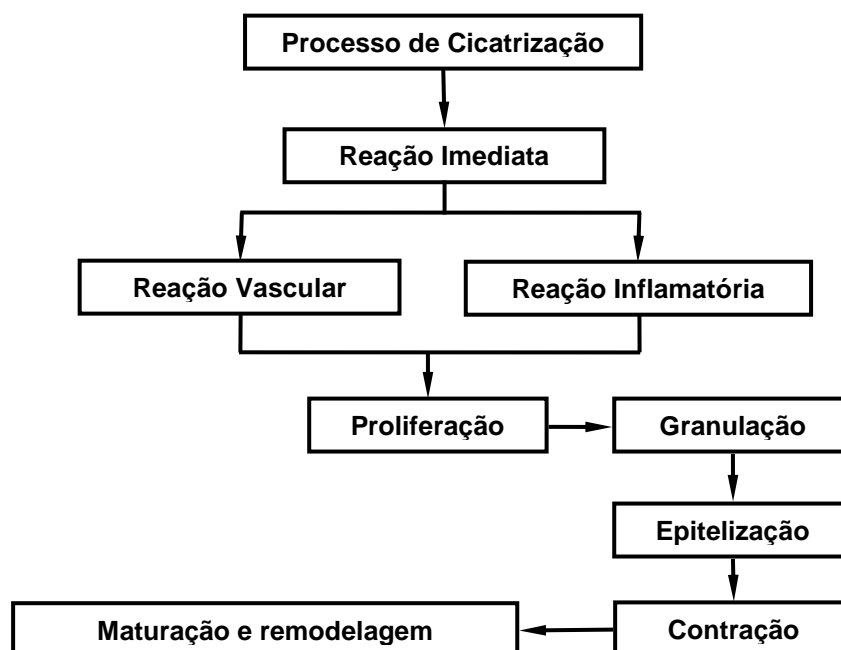 Processo de Cicatrização
Reação Imediata
Reação Vascular
Reação Inflamatória
Proliferação
Granulação
Epitelização
Contração
Maturação e remodelagem